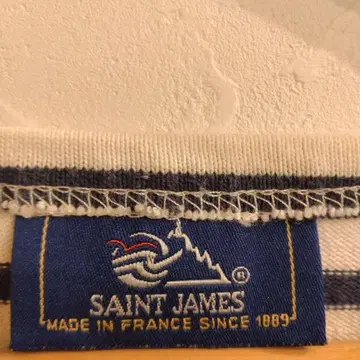 ®
SAINT JAMES
MADE IN FRANCE SINCE 1889